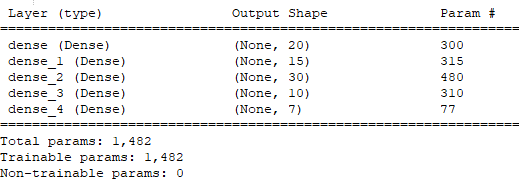 Layer (type) Output Shape Param #
=================================================================
dense (Dense) (None, 20) 300
dense_1 (Dense) (None, 15) 315
dense_2 (Dense) (None, 30) 480
dense_3 (Dense) (None, 10) 310
dense_4 (Dense) (None, 7) 77
=================================================================
Total params: 1,482
Trainable params: 1,482
Non-trainable params: 0